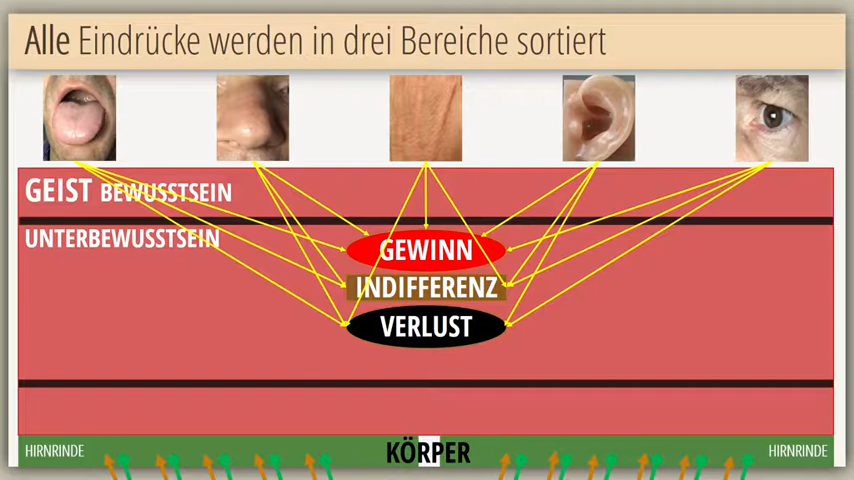 Alle Eindrücke werden in drei Bereiche sortiert
GEIST BEWUSSTSEIN
UNTERBEWUSSTSEIN
GEWINN
INDIFFERENZ
VERLUST
HIRNRINDE KÖRPER HIRNRINDE